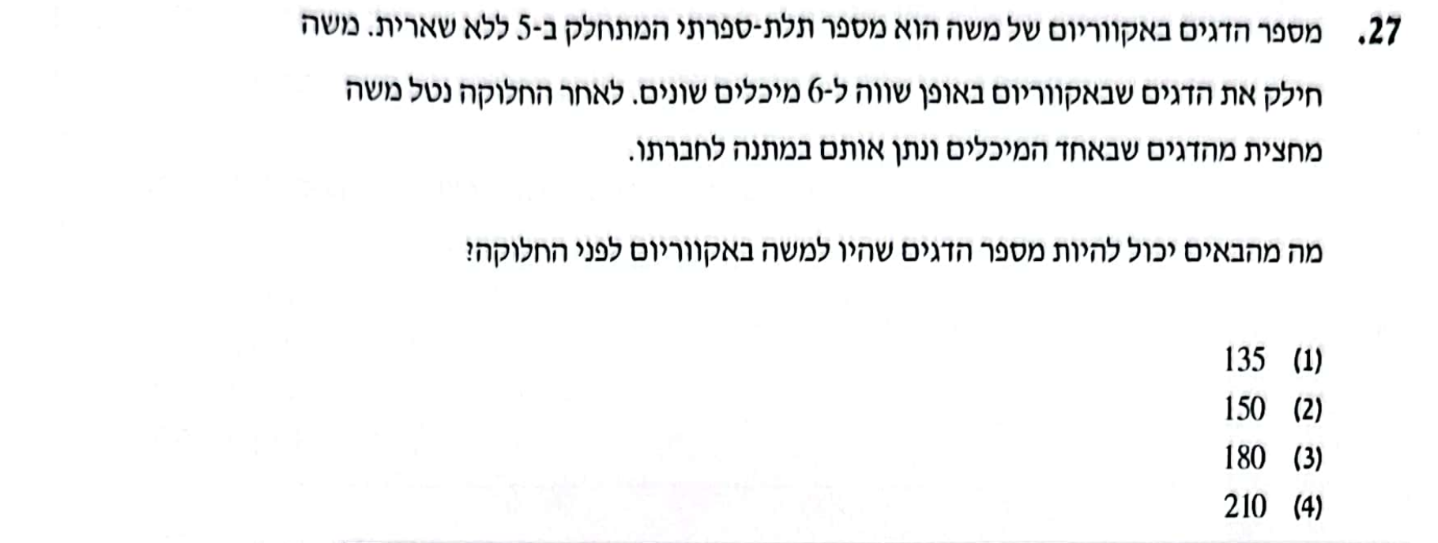 27. מספר הדגים באקווריום של משה הוא מספר תלת-ספרתי המתחלק ב-5 ללא שארית. משה
חילק את הדגים שבאקווריום באופן שווה ל-6 מיכלים שונים. לאחר החלוקה נטל משה
מחצית מהדגים שבאחד המיכלים ונתן אותם במתנה לחברתו.
מה מהבאים יכול להיות מספר הדגים שהיו למשה באקווריום לפני החלוקה?
(1) 135
(2) 150
(3) 180
(4) 210